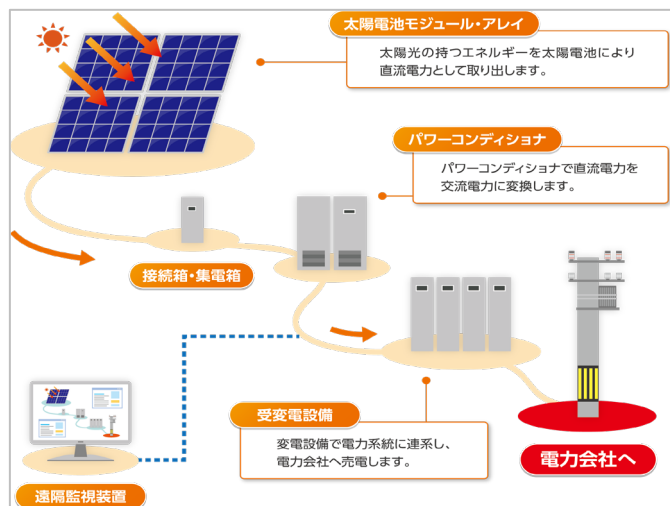 太陽電池モジュール・アレイ
太陽光の持つエネルギーを太陽電池により
直流電力として取り出します。
パワーコンディショナ
パワーコンディショナで直流電力を
交流電力に変換します。
接続箱・集電箱
受変電設備
変電設備で電力系統に連系し、
電力会社へ売電します。
電力会社へ
遠隔監視装置